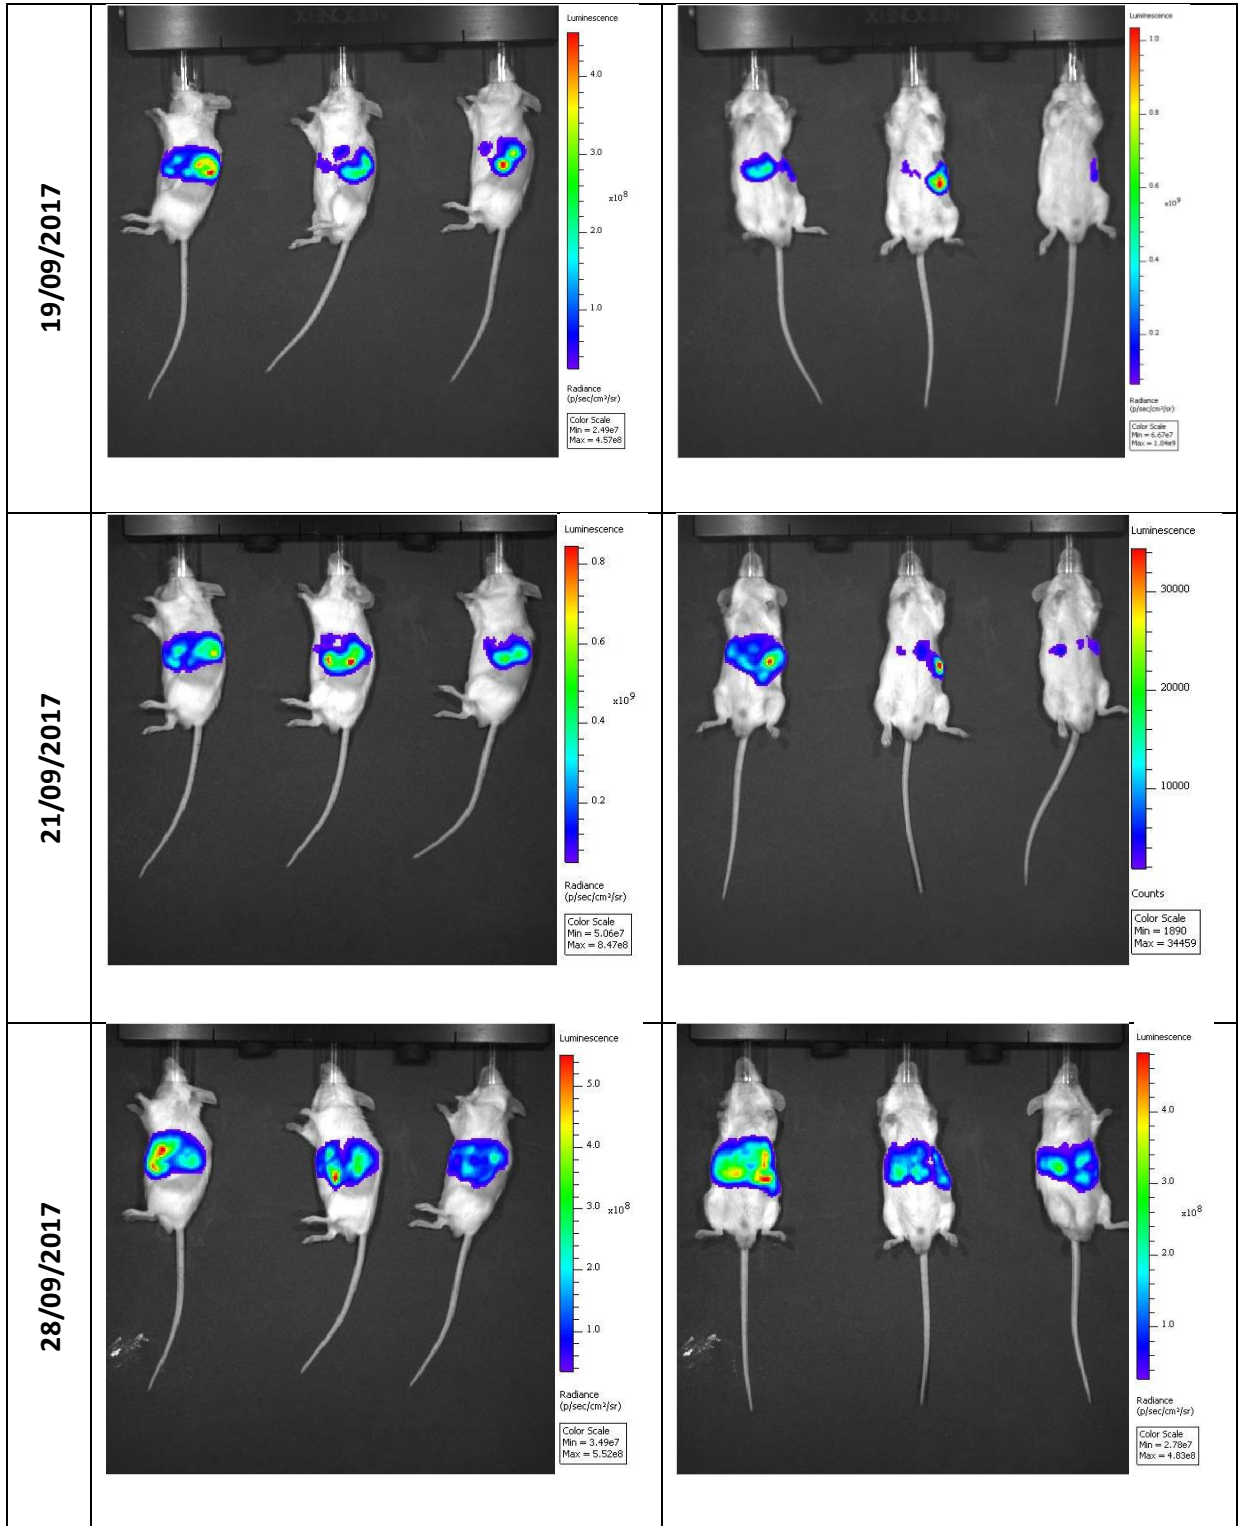 19/09/2017
Luminescence
4.0
3.0
x10⁸
2.0
1.0
Radiance
(p/sec/cm²/sr)
Color Scale
Min = 2.49e7
Max = 4.57e8
Luminescence
1.0
0.8
0.6
x10⁹
0.4
0.2
Radiance
(p/sec/cm²/sr)
Color Scale
Min = 6.67e7
Max = 1.04e9
21/09/2017
Luminescence
0.8
0.6
x10⁹
0.4
0.2
Radiance
(p/sec/cm²/sr)
Color Scale
Min = 5.06e7
Max = 8.47e8
Luminescence
30000
20000
10000
Counts
Color Scale
Min = 1890
Max = 34459
28/09/2017
Luminescence
5.0
4.0
3.0
x10⁸
2.0
1.0
Radiance
(p/sec/cm²/sr)
Color Scale
Min = 3.49e7
Max = 5.52e8
Luminescence
4.0
3.0
x10⁸
2.0
1.0
Radiance
(p/sec/cm²/sr)
Color Scale
Min = 2.78e7
Max = 4.83e8